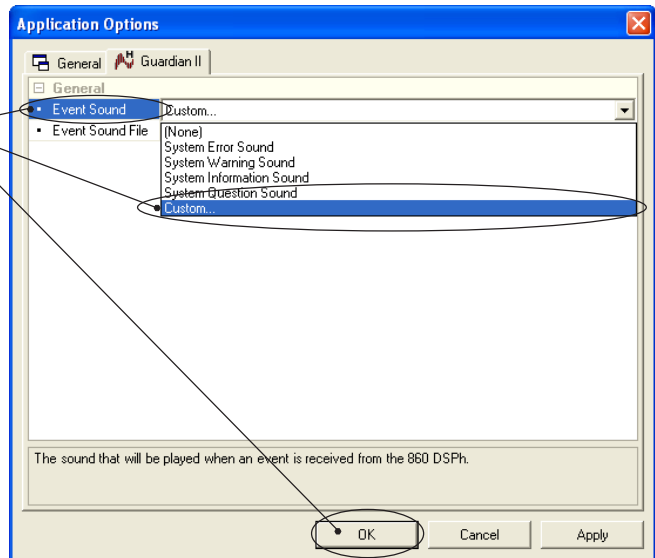 Application Options
General
H
Guardian II
General
Event Sound
Custom...
Event Sound File
(None)
System Error Sound
System Warning Sound
System Information Sound
System Question Sound
Custom...
The sound that will be played when an event is received from the 860 DSPh.
OK
Cancel
Apply